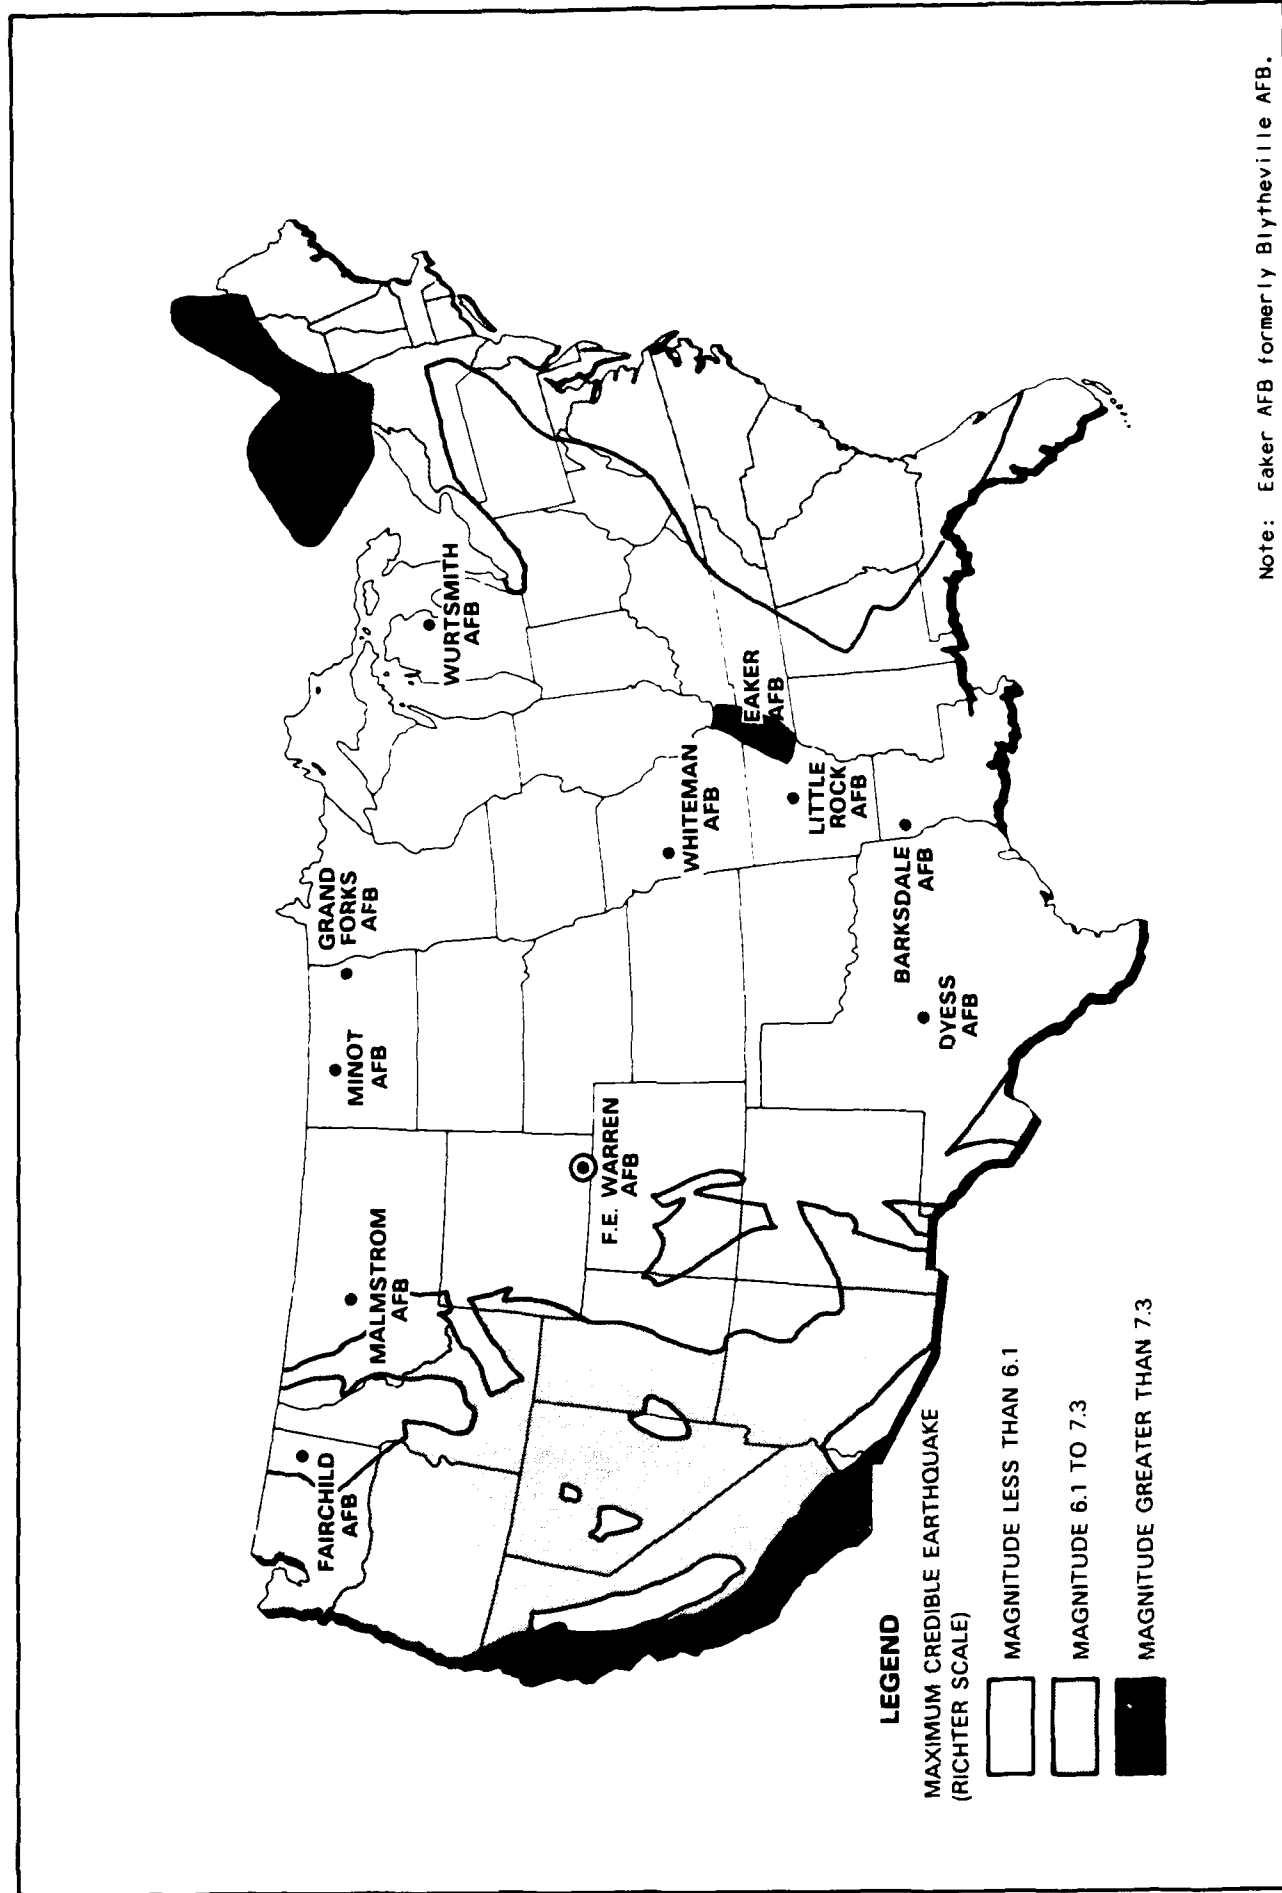 FAIRCHILD
AFB
MALMSTROM
AFB
MINOT
AFB
GRAND
FORKS
AFB
WURTSMITH
AFB
F.E. WARREN
AFB
WHITEMAN
AFB
EAKER
AFB
LITTLE
ROCK
AFB
BARKSDALE
AFB
DYESS
AFB
LEGEND
MAXIMUM CREDIBLE EARTHQUAKE
(RICHTER SCALE)
MAGNITUDE LESS THAN 6.1
MAGNITUDE 6.1 TO 7.3
MAGNITUDE GREATER THAN 7.3
Note: Eaker AFB formerly Blytheville AFB.